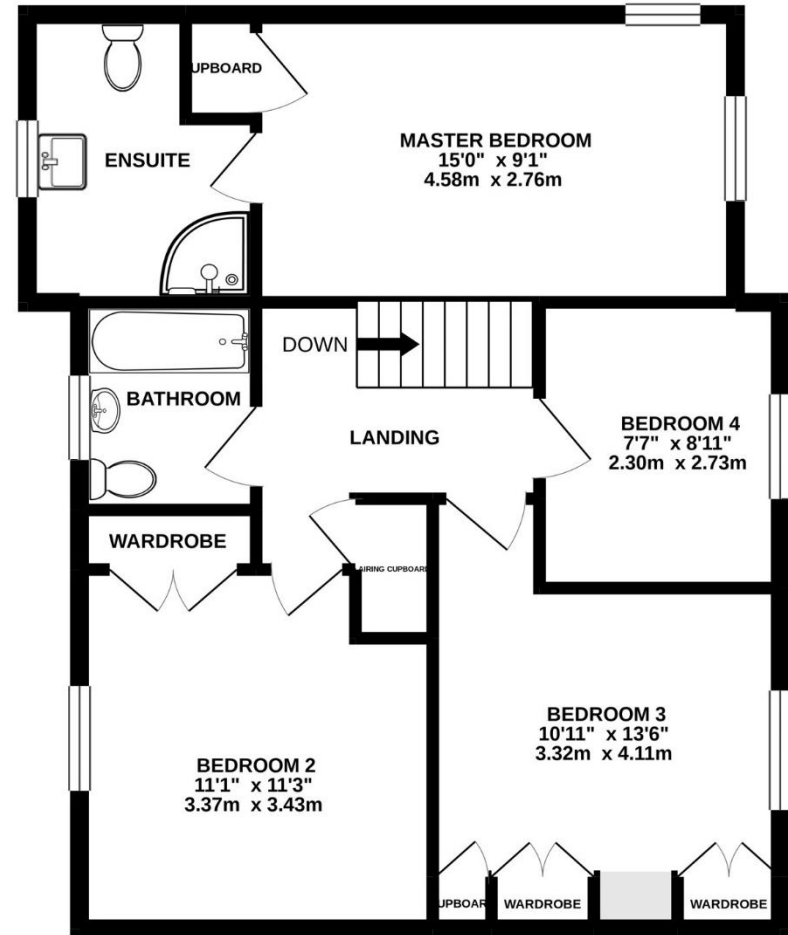 UPBOARD
ENSUITE
MASTER BEDROOM
15'0" x 9'1"
4.58m x 2.76m
DOWN
BATHROOM
LANDING
BEDROOM 4
7'7" x 8'11"
2.30m x 2.73m
WARDROBE
AIRING CUPBOARD
BEDROOM 2
11'1" x 11'3"
3.37m x 3.43m
BEDROOM 3
10'11" x 13'6"
3.32m x 4.11m
UPBOAR
WARDROBE
WARDROBE